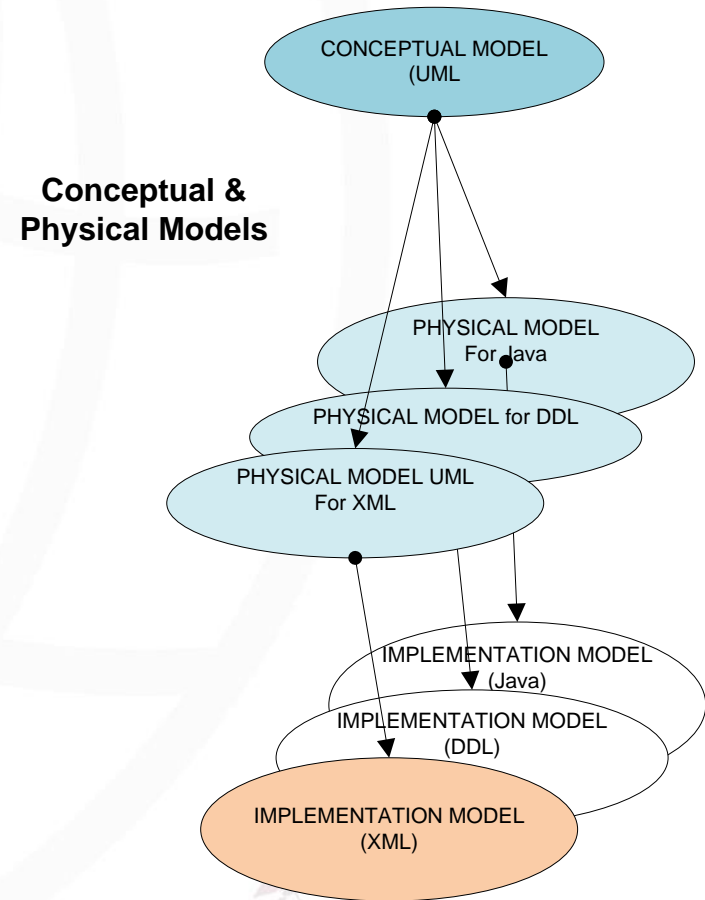 CONCEPTUAL MODEL
(UML
Conceptual &
Physical Models
PHYSICAL MODEL
For Java
PHYSICAL MODEL for DDL
PHYSICAL MODEL UML
For XML
IMPLEMENTATION MODEL
(Java)
IMPLEMENTATION MODEL
(DDL)
IMPLEMENTATION MODEL
(XML)